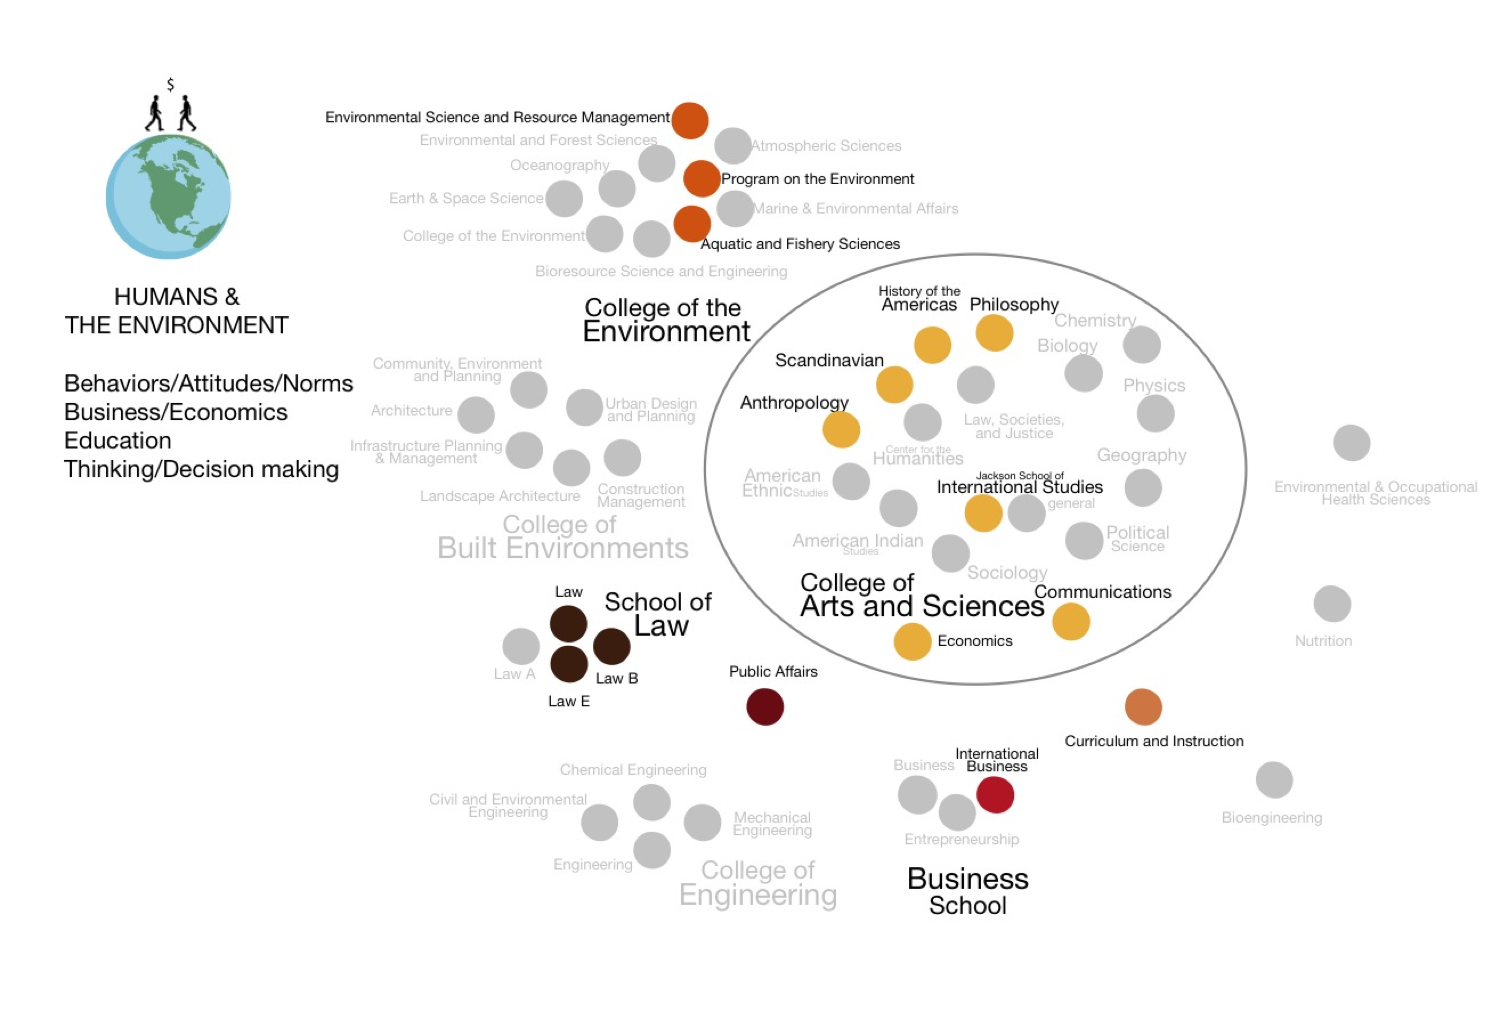 $
HUMANS &
THE ENVIRONMENT
Behaviors/Attitudes/Norms
Business/Economics
Education
Thinking/Decision making
Environmental Science and Resource Management
Environmental and Forest Sciences
Atmospheric Sciences
Oceanography
Program on the Environment
Earth & Space Science
Marine & Environmental Affairs
College of the Environment
Aquatic and Fishery Sciences
Bioresource Science and Engineering
College of the
Environment
Community, Environment
and Planning
Architecture
Urban Design
and Planning
Infrastructure Planning
& Management
Landscape Architecture
Construction
Management
College of
Built Environments
History of the
Americas
Philosophy
Chemistry
Biology
Scandinavian
Physics
Anthropology
Law, Societies,
and Justice
Center for the
Humanities
Geography
American
Ethnic Studies
Jackson School of
International Studies
general
American Indian
Studies
Political
Science
Sociology
College of
Arts and Sciences
Communications
Economics
Environmental & Occupational
Health Sciences
Nutrition
Law
School of
Law
Law A
Law B
Law E
Public Affairs
Curriculum and Instruction
International
Business
Business
Entrepreneurship
Business
School
Bioengineering
Chemical Engineering
Civil and Environmental
Engineering
Mechanical
Engineering
Engineering
College of
Engineering